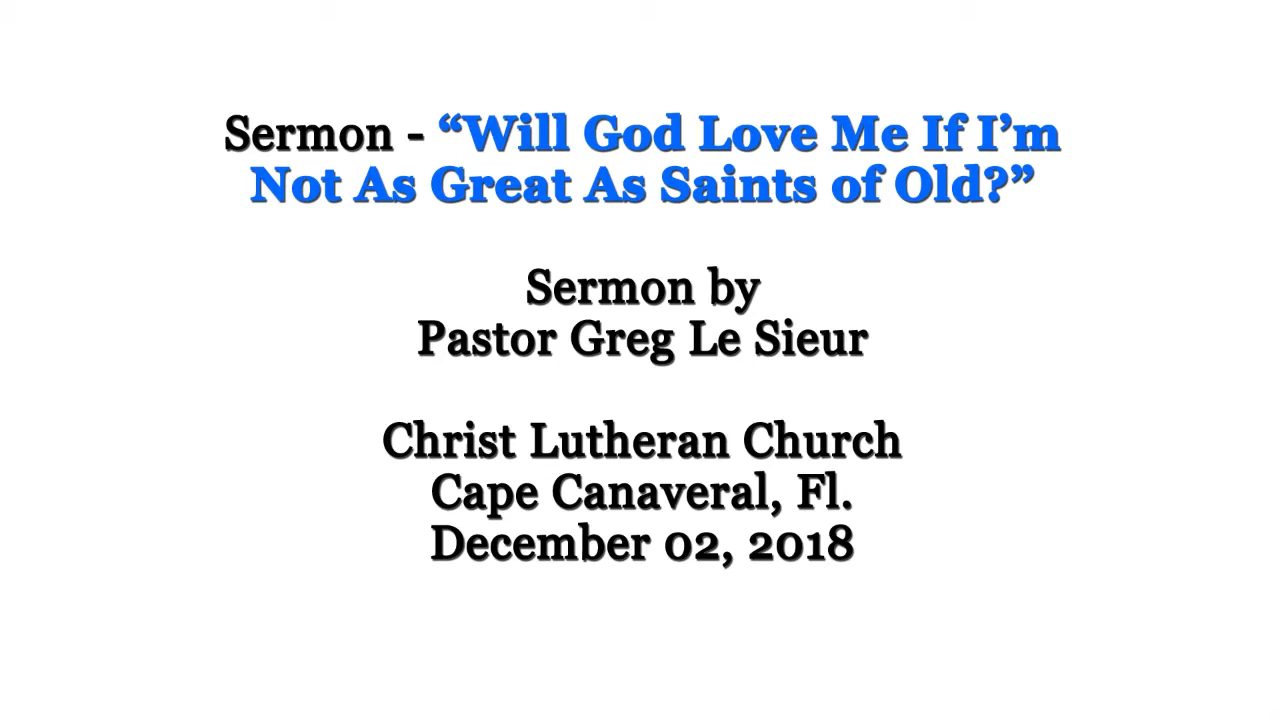 Sermon - “Will God Love Me If I’m
Not As Great As Saints of Old?”
Sermon by
Pastor Greg Le Sieur
Christ Lutheran Church
Cape Canaveral, Fl.
December 02, 2018